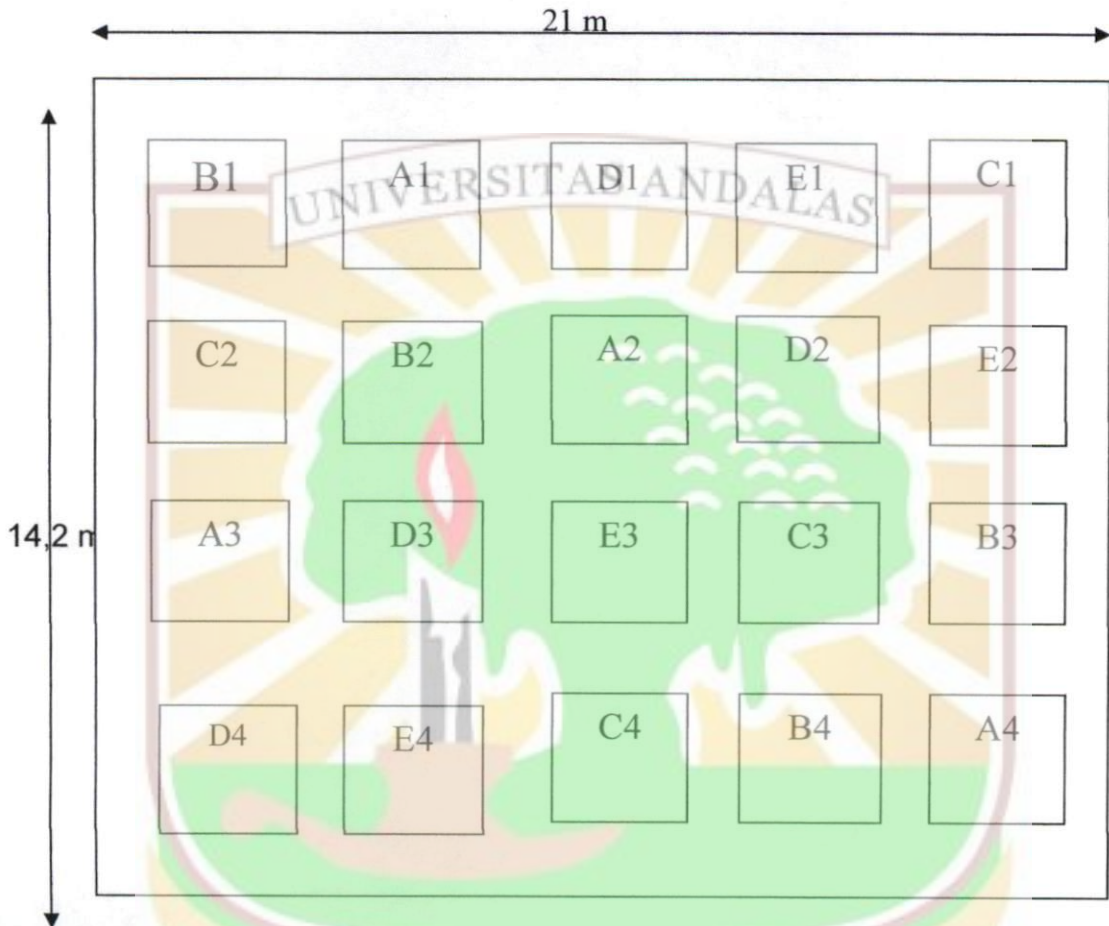 21 m
UNIVERSITAS ANDALAS
B1 A1 D1 E1 C1
C2 B2 A2 D2 E2
14,2 m
A3 D3 E3 C3 B3
D4 E4 C4 B4 A4